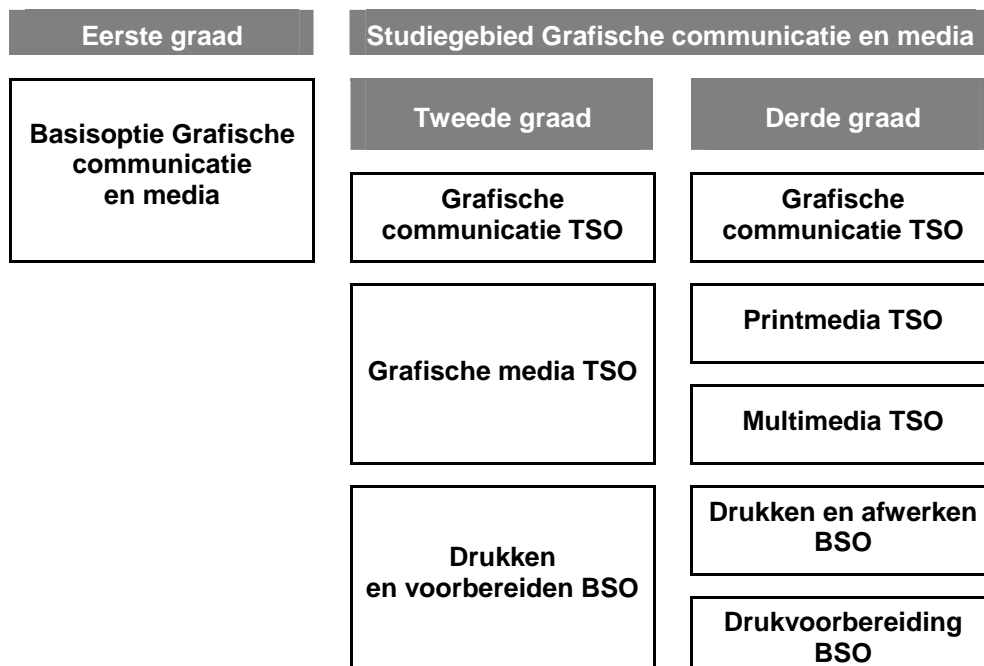 Eerste graad
Studiegebied Grafische communicatie en media
Basisoptie Grafische
communicatie
en media
Tweede graad
Derde graad
Grafische
communicatie TSO
Grafische
communicatie TSO
Grafische media TSO
Printmedia TSO
Multimedia TSO
Drukken
en voorbereiden BSO
Drukken en afwerken
BSO
Drukvoorbereiding
BSO